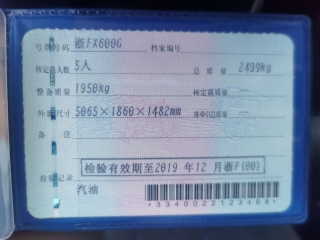 号牌号码 浙FX600G 档案编号
核定载人数 5人 总质量 2499kg
整备质量 1950kg 核定载质量 --
外廓尺寸 5065×1860×1482mm 准牵引总质量 --
备注
检验有效期至2019年12月浙F(00)
检验记录
汽油
*3340022123468*